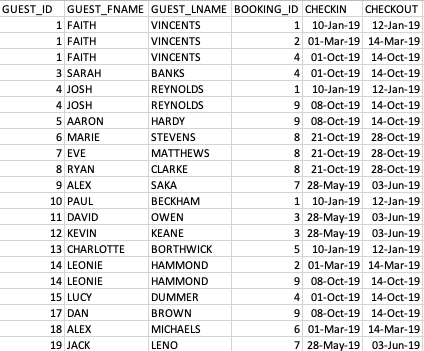 GUEST_ID GUEST_FNAME GUEST_LNAME BOOKING_ID CHECKIN CHECKOUT
1 FAITH VINCENTS 1 10-Jan-19 12-Jan-19
1 FAITH VINCENTS 2 01-Mar-19 14-Mar-19
1 FAITH VINCENTS 4 01-Oct-19 14-Oct-19
3 SARAH BANKS 4 01-Oct-19 14-Oct-19
4 JOSH REYNOLDS 1 10-Jan-19 12-Jan-19
4 JOSH REYNOLDS 9 08-Oct-19 14-Oct-19
5 AARON HARDY 9 08-Oct-19 14-Oct-19
6 MARIE STEVENS 8 21-Oct-19 28-Oct-19
7 EVE MATTHEWS 8 21-Oct-19 28-Oct-19
8 RYAN CLARKE 8 21-Oct-19 28-Oct-19
9 ALEX SAKA 7 28-May-19 03-Jun-19
10 PAUL BECKHAM 1 10-Jan-19 12-Jan-19
11 DAVID OWEN 3 28-May-19 03-Jun-19
12 KEVIN KEANE 3 28-May-19 03-Jun-19
13 CHARLOTTE BORTHWICK 5 10-Jan-19 12-Jan-19
14 LEONIE HAMMOND 2 01-Mar-19 14-Mar-19
14 LEONIE HAMMOND 9 08-Oct-19 14-Oct-19
15 LUCY DUMMER 4 01-Oct-19 14-Oct-19
17 DAN BROWN 9 08-Oct-19 14-Oct-19
18 ALEX MICHAELS 6 01-Mar-19 14-Mar-19
19 JACK LENO 7 28-May-19 03-Jun-19